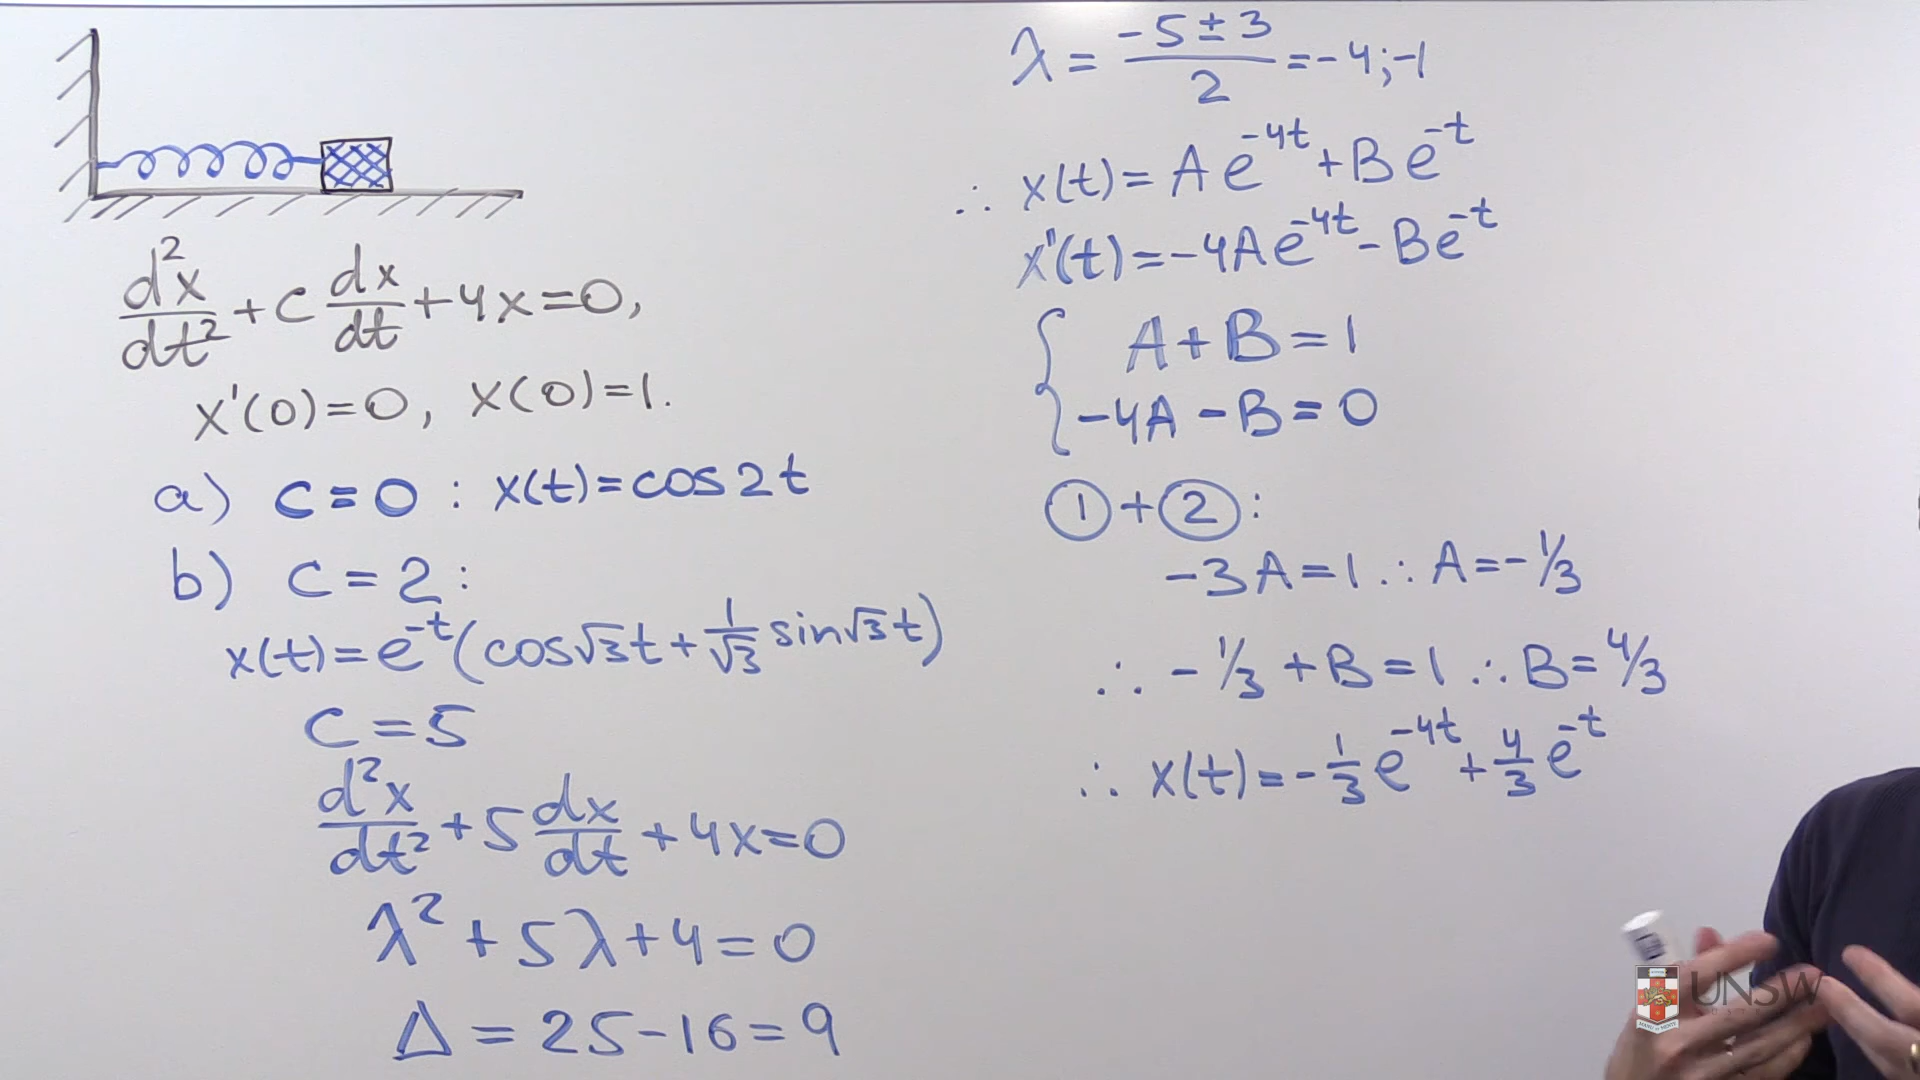 d²x/dt² + c dx/dt + 4x = 0,
x'(0) = 0, x(0) = 1.
a) c = 0 : x(t) = cos 2t
b) c = 2 :
x(t) = e^{-t}(cos√3t + 1/√3 sin√3t)
c = 5
d²x/dt² + 5 dx/dt + 4x = 0
λ² + 5λ + 4 = 0
Δ = 25 - 16 = 9
λ = (-5 ± 3)/2 = -4; -1
∴ x(t) = Ae^{-4t} + Be^{-t}
x'(t) = -4Ae^{-4t} - Be^{-t}
{ A + B = 1
-4A - B = 0
① + ② :
-3A = 1 ∴ A = -1/3
∴ -1/3 + B = 1 ∴ B = 4/3
∴ x(t) = -1/3 e^{-4t} + 4/3 e^{-t}
UNSW